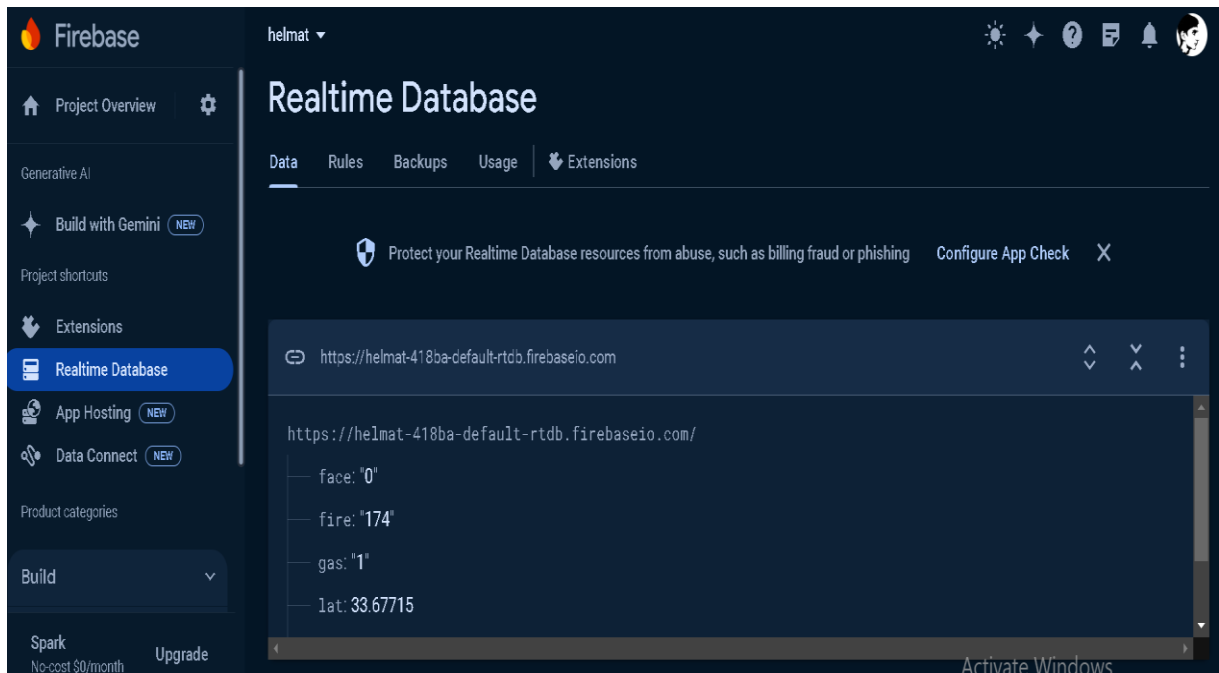 Firebase
helmat
Project Overview
Generative AI
Build with Gemini NEW
Project shortcuts
Extensions
Realtime Database
App Hosting NEW
Data Connect NEW
Product categories
Build
Spark
No-cost $0/month
Upgrade
Realtime Database
Data Rules Backups Usage Extensions
Protect your Realtime Database resources from abuse, such as billing fraud or phishing Configure App Check
https://helmat-418ba-default-rtdb.firebaseio.com
https://helmat-418ba-default-rtdb.firebaseio.com/
face: "0"
fire: "174"
gas: "1"
lat: 33.67715
Activate Windows